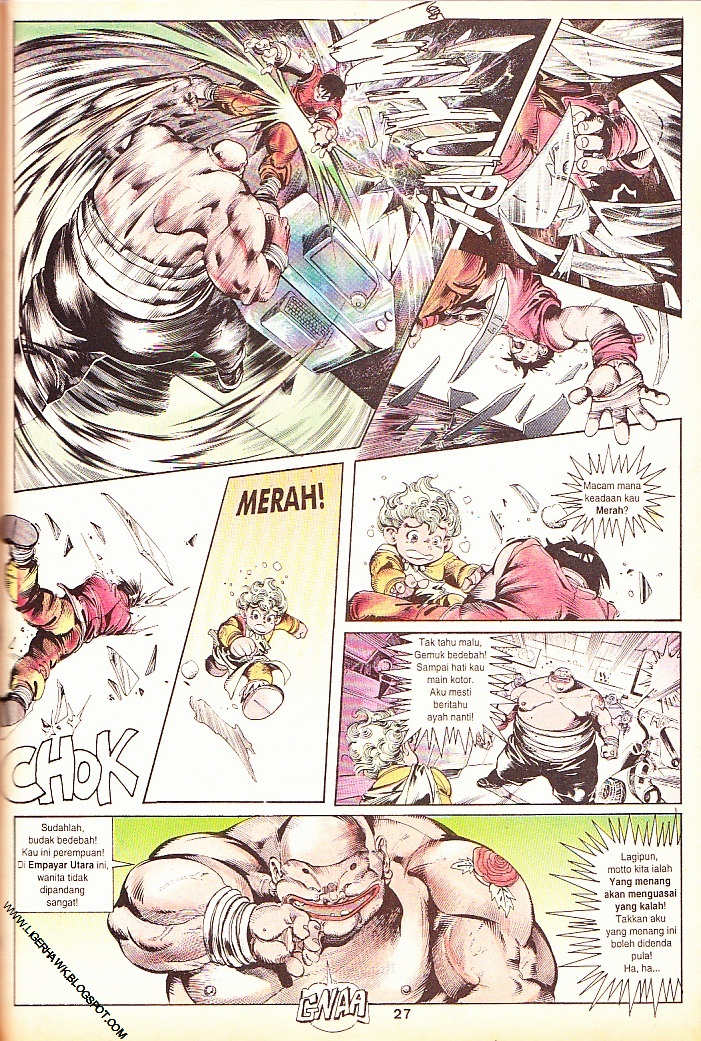 WHUP!
MERAH!
Macam mana
keadaan kau
Merah?
CHOK
Tak tahu malu,
Gemuk bedebah!
Sampai hati kau
main kotor.
Aku mesti
beritahu
ayah nanti!
Sudahlah,
budak bedebah!
Kau ini perempuan!
Di Empayar Utara ini,
wanita tidak
dipandang
sangat!
Lagipun,
motto kita ialah
Yang menang
akan menguasai
yang kalah!
Takkan aku
yang menang ini
boleh didenda
pula!
Ha, ha...
GNAA
27
WWW.LIGERHAWK.BLOGSPOT.COM